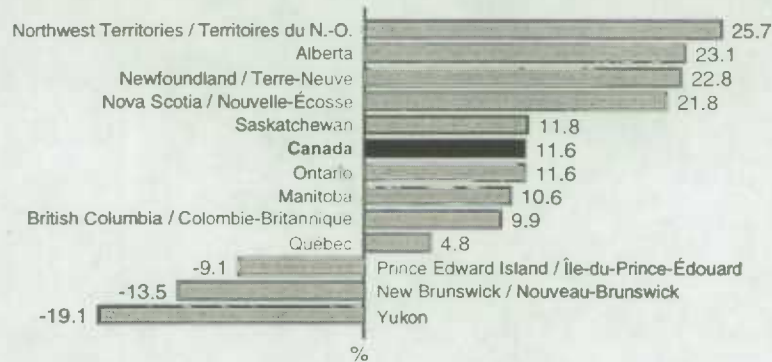 Northwest Territories / Territoires du N.-O. 25.7
Alberta 23.1
Newfoundland / Terre-Neuve 22.8
Nova Scotia / Nouvelle-Écosse 21.8
Saskatchewan 11.8
Canada 11.6
Ontario 11.6
Manitoba 10.6
British Columbia / Colombie-Britannique 9.9
Québec 4.8
-9.1 Prince Edward Island / Île-du-Prince-Édouard
-13.5 New Brunswick / Nouveau-Brunswick
-19.1 Yukon
%